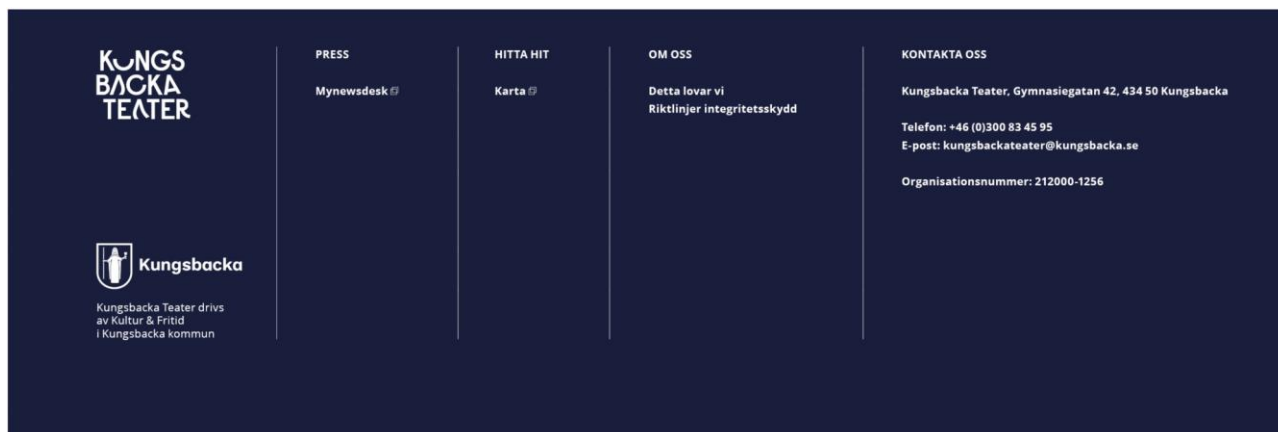 KUNGS
BACKA
TEATER
Kungsbacka
Kungsbacka Teater drivs
av Kultur & Fritid
i Kungsbacka kommun
PRESS
Mynewsdesk
HITTA HIT
Karta
OM OSS
Detta lovar vi
Riktlinjer integritetsskydd
KONTAKTA OSS
Kungsbacka Teater, Gymnasiegatan 42, 434 50 Kungsbacka
Telefon: +46 (0)300 83 45 95
E-post: kungsbackateater@kungsbacka.se
Organisationsnummer: 212000-1256